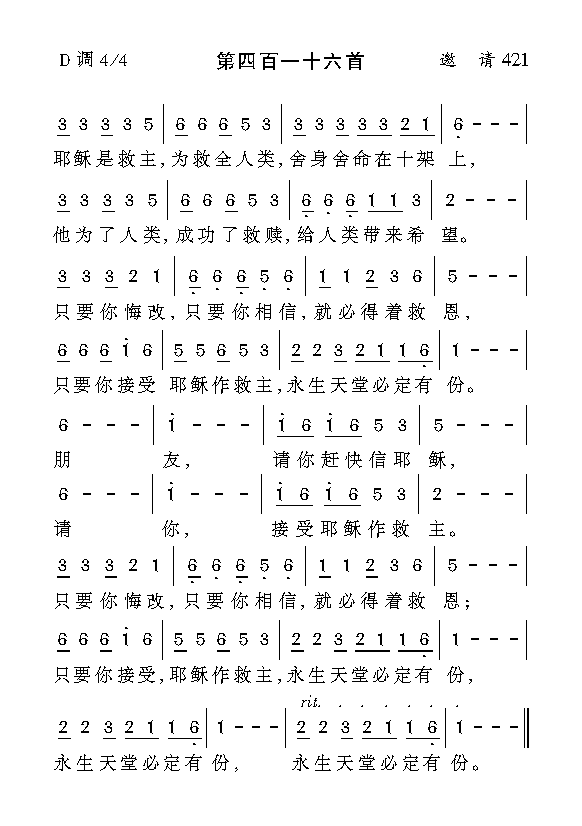 D 调 4/4 第四百一十六首 邀 请 421
3 3 3 3 5 | 6 6 6 5 3 | 3 3 3 3 3 2 1 | 6 - - - |
耶稣是救主,为救全人类,舍身舍命在十架 上,
3 3 3 3 5 | 6 6 6 5 3 | 6 6 6 1 1 3 | 2 - - - |
他为了人类,成功了救赎,给人类带来希 望。
3 3 3 2 1 | 6 6 6 5 6 | 1 1 2 3 6 | 5 - - - |
只要你悔改,只要你相信,就必得着救 恩,
6 6 6 1 6 | 5 5 6 5 3 | 2 2 3 2 1 1 6 | 1 - - - |
只要你接受 耶稣作救主,永生天堂必定有 份。
6 - - - | 1 - - - | 1 6 1 6 5 3 | 5 - - - |
朋 友, 请你赶快信耶 稣,
6 - - - | 1 - - - | 1 6 1 6 5 3 | 2 - - - |
请 你, 接受耶稣作救 主。
3 3 3 2 1 | 6 6 6 5 6 | 1 1 2 3 6 | 5 - - - |
只要你悔改,只要你相信,就必得着救 恩;
6 6 6 1 6 | 5 5 6 5 3 | 2 2 3 2 1 1 6 | 1 - - - |
只要你接受,耶稣作救主,永生天堂必定有 份,
rit. . . . . . .
2 2 3 2 1 1 6 | 1 - - - | 2 2 3 2 1 1 6 | 1 - - - ‖
永生天堂必定有 份, 永生天堂必定有 份。